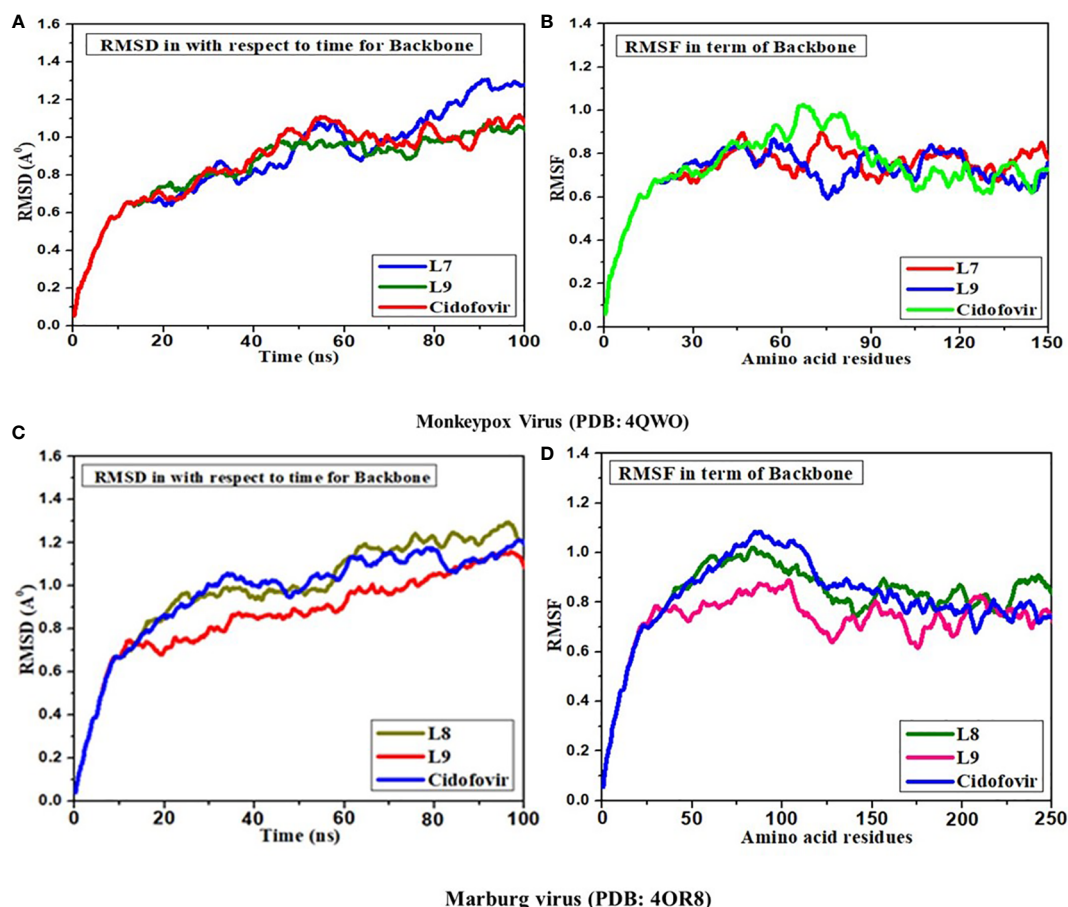 A
RMSD in with respect to time for Backbone
RMSD (A⁰)
1.6
1.4
1.2
1.0
0.8
0.6
0.4
0.2
0.0
0 20 40 60 80 100
Time (ns)
L7
L9
Cidofovir
B
RMSF in term of Backbone
RMSF
1.4
1.2
1.0
0.8
0.6
0.4
0.2
0.0
0 30 60 90 120 150
Amino acid residues
L7
L9
Cidofovir
Monkeypox Virus (PDB: 4QWO)
C
RMSD in with respect to time for Backbone
RMSD (A⁰)
1.6
1.4
1.2
1.0
0.8
0.6
0.4
0.2
0.0
0 20 40 60 80 100
Time (ns)
L8
L9
Cidofovir
D
RMSF in term of Backbone
RMSF
1.4
1.2
1.0
0.8
0.6
0.4
0.2
0.0
0 50 100 150 200 250
Amino acid residues
L8
L9
Cidofovir
Marburg virus (PDB: 4OR8)